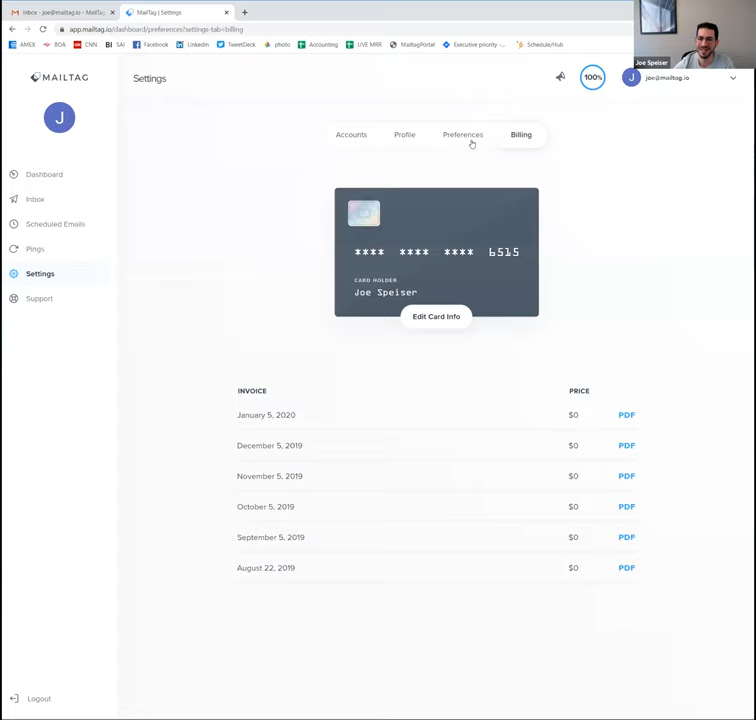 Inbox - joe@mailtag.io - MailTag
MailTag | Settings
app.mailtag.io/dashboard/preferences?settings-tab=billing
AMEX BOA CNN BI SAI Facebook LinkedIn TweetDeck photo Accounting LIVE MRR MailtagPortal Executive priority -... Schedule/Hub
Joe Speiser
MAILTAG
Settings
100%
J
joe@mailtag.io
J
Dashboard
Inbox
Scheduled Emails
Pings
Settings
Support
Logout
Accounts Profile Preferences Billing
**** **** **** 6515
CARD HOLDER
Joe Speiser
Edit Card Info
INVOICE PRICE
January 5, 2020 $0 PDF
December 5, 2019 $0 PDF
November 5, 2019 $0 PDF
October 5, 2019 $0 PDF
September 5, 2019 $0 PDF
August 22, 2019 $0 PDF